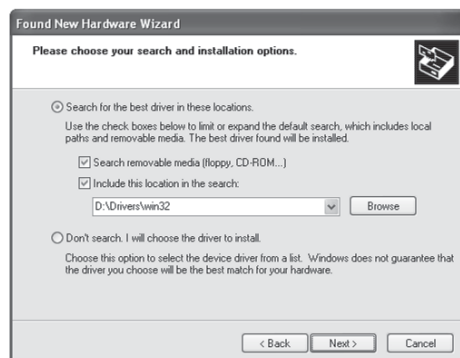 Found New Hardware Wizard
Please choose your search and installation options.
Search for the best driver in these locations.
Use the check boxes below to limit or expand the default search, which includes local
paths and removable media. The best driver found will be installed.
Search removable media (floppy, CD-ROM...)
Include this location in the search:
D:\Drivers\win32
Browse
Don't search. I will choose the driver to install.
Choose this option to select the device driver from a list. Windows does not guarantee that
the driver you choose will be the best match for your hardware.
< Back
Next >
Cancel